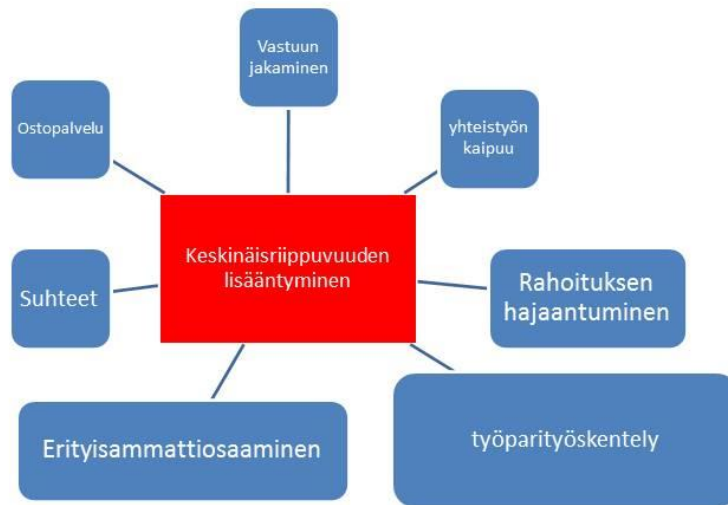 Vastuun
jakaminen
Ostopalvelu
yhteistyön
kaipuu
Keskinäisriippuvuuden
lisääntyminen
Suhteet
Rahoituksen
hajaantuminen
Erityisammattiosaaminen
työparityöskentely